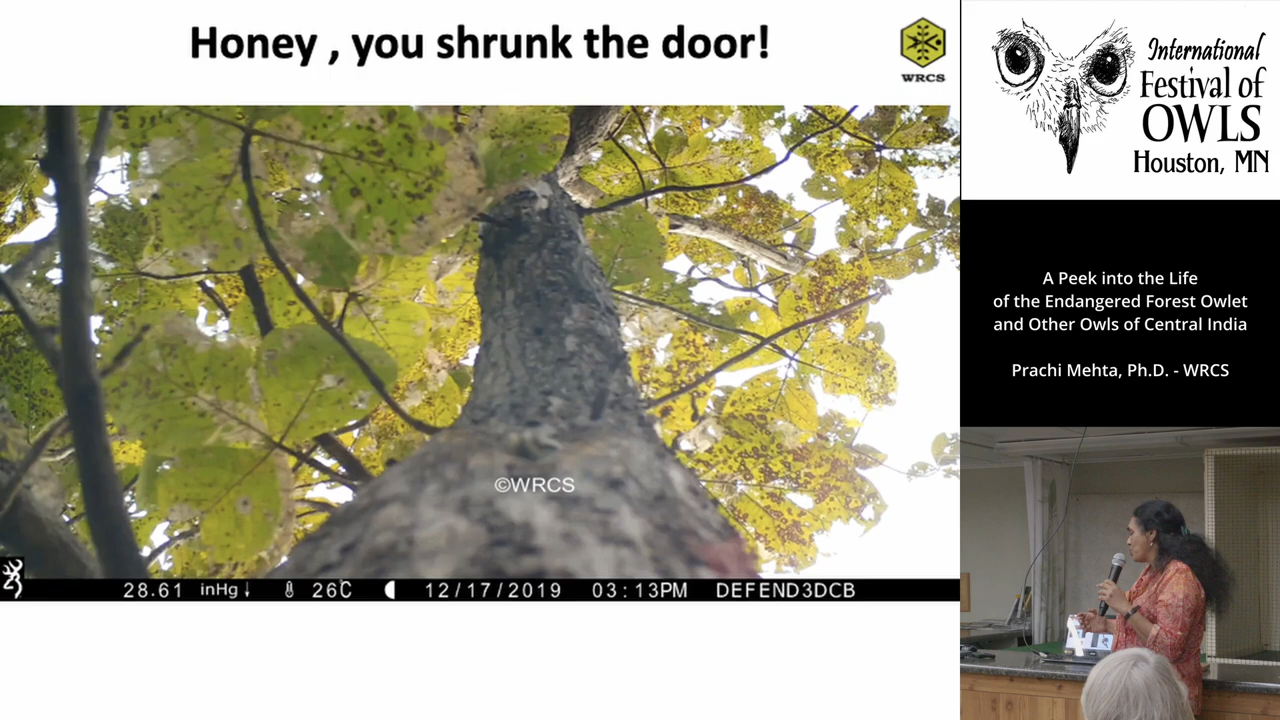 Honey , you shrunk the door!
WRCS
©WRCS
28.61 inHg↓ 26°C 12/17/2019 03:13PM DEFEND3DCB
International
Festival of
OWLS
Houston, MN
A Peek into the Life
of the Endangered Forest Owlet
and Other Owls of Central India
Prachi Mehta, Ph.D. - WRCS